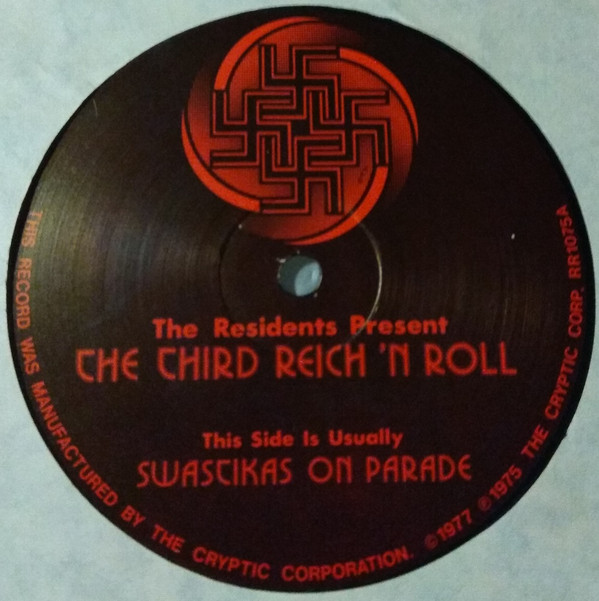 The Residents Present
THE THIRD REICH 'N ROLL
This Side Is Usually
SWASTIKAS ON PARADE
THIS RECORD WAS MANUFACTURED BY THE CRYPTIC CORPORATION. ©1977 ℗1975 THE CRYPTIC CORP. RR1075A